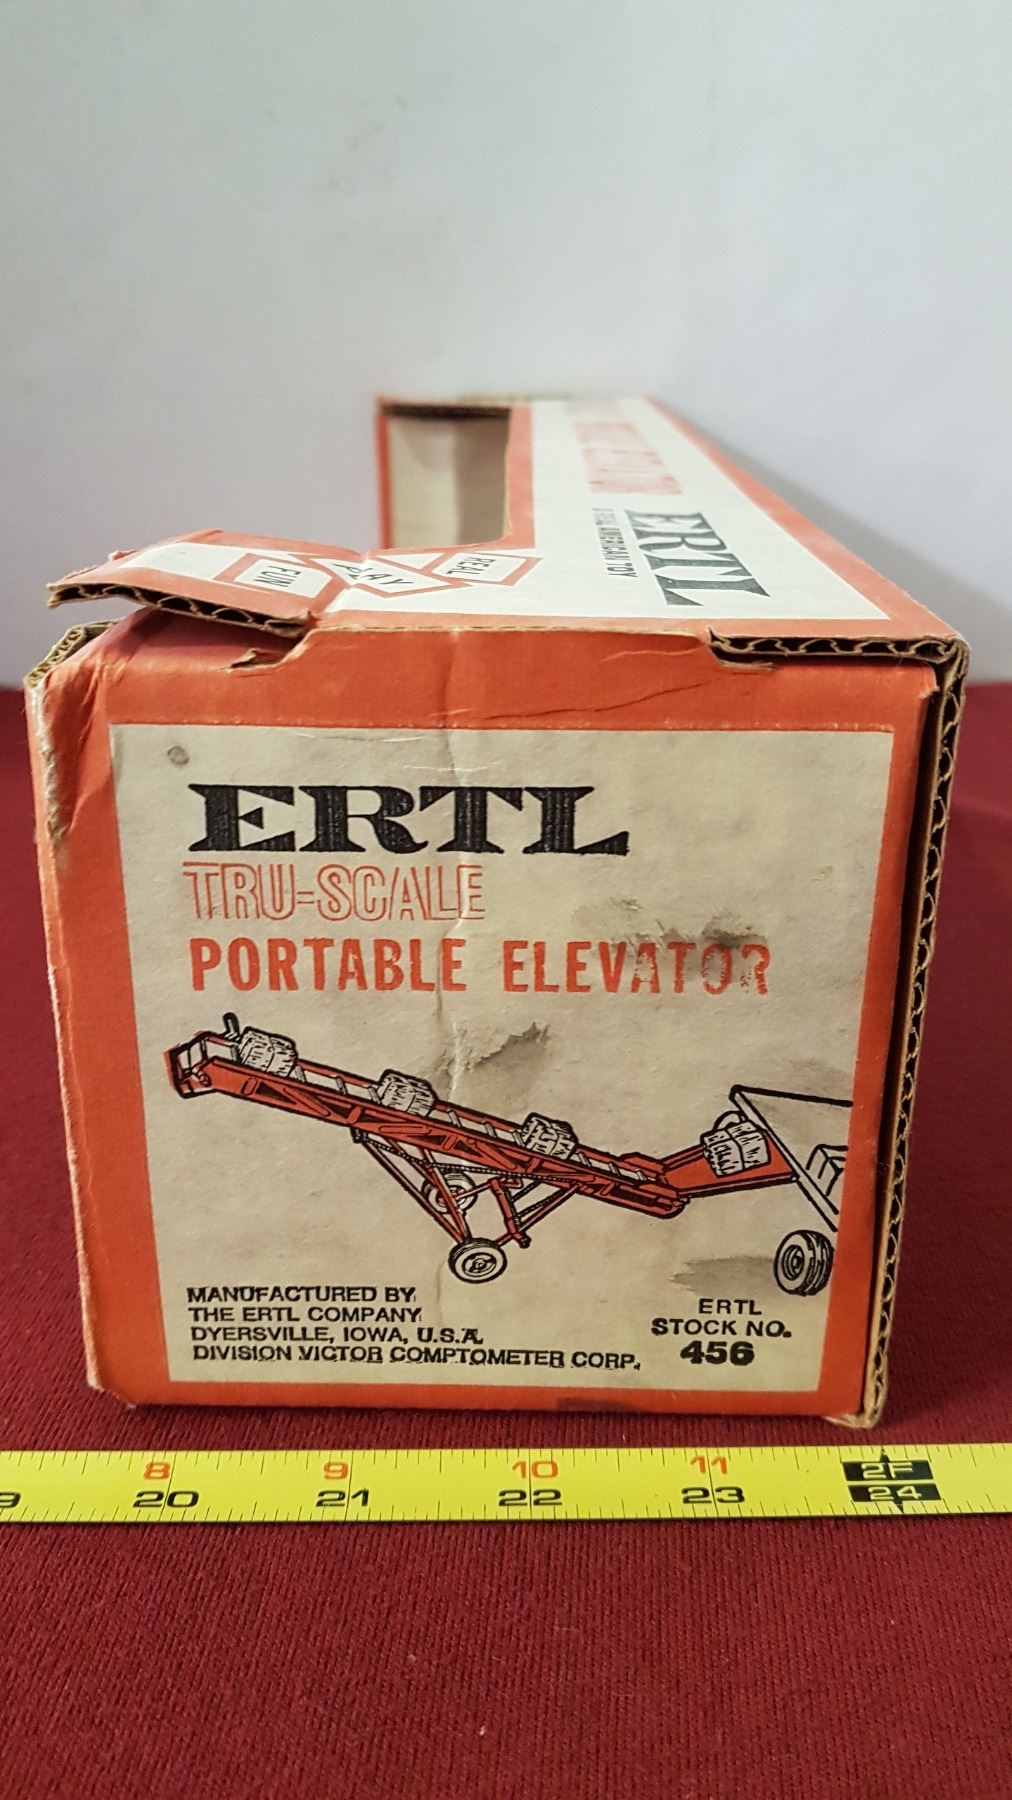 ERTL
A REAL AMERICAN TOY
REAL
PLAY
FUN
ERTL
TRU-SCALE
PORTABLE ELEVATOR
MANUFACTURED BY
THE ERTL COMPANY
DYERSVILLE, IOWA, U.S.A.
DIVISION VICTOR COMPTOMETER CORP.
ERTL
STOCK NO.
456
8 9 10 11 2F
9 20 21 22 23 24